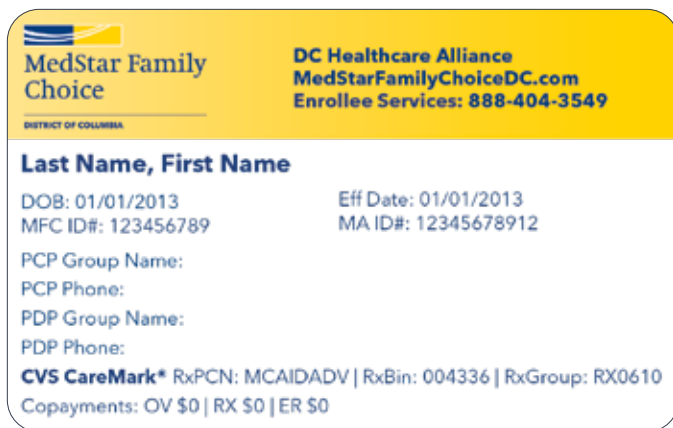 MedStar Family
Choice
DISTRICT OF COLUMBIA
DC Healthcare Alliance
MedStarFamilyChoiceDC.com
Enrollee Services: 888-404-3549
Last Name, First Name
DOB: 01/01/2013 Eff Date: 01/01/2013
MFC ID#: 123456789 MA ID#: 12345678912
PCP Group Name:
PCP Phone:
PDP Group Name:
PDP Phone:
CVS CareMark* RxPCN: MCAIDADV | RxBin: 004336 | RxGroup: RX0610
Copayments: OV $0 | RX $0 | ER $0